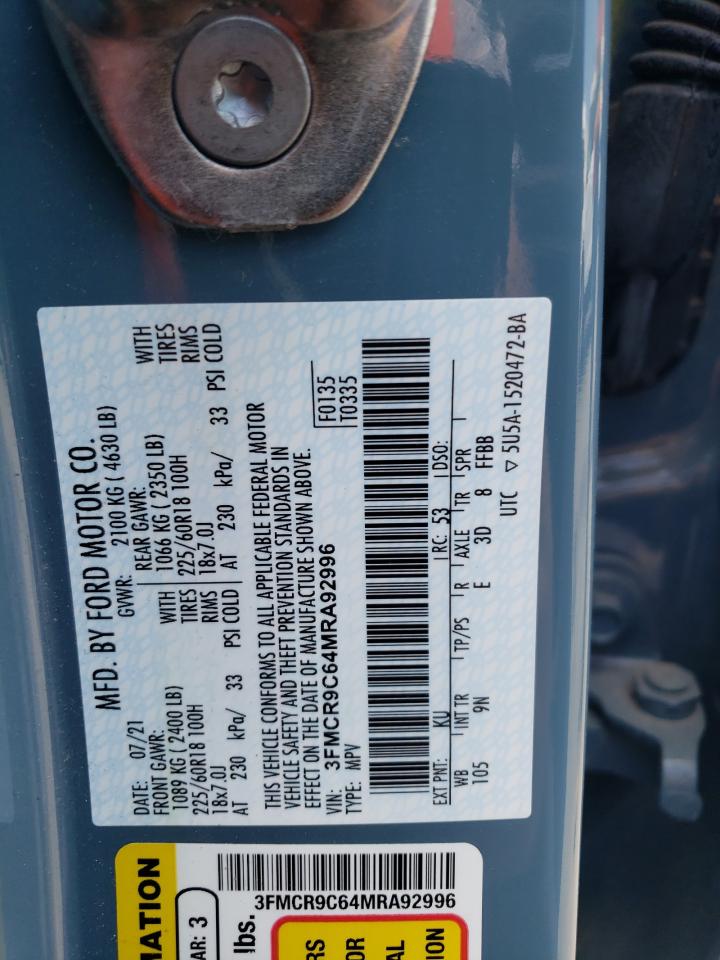 MFD. BY FORD MOTOR CO.
DATE: 07/21 GVWR: 2100 KG ( 4630 LB)
FRONT GAWR: REAR GAWR:
1089 KG ( 2400 LB) WITH 1066 KG ( 2350 LB) WITH
225/60R18 100H TIRES 225/60R18 100H TIRES
18x7.0J RIMS 18x7.0J RIMS
AT 230 kPa/ 33 PSI COLD AT 230 kPa/ 33 PSI COLD
THIS VEHICLE CONFORMS TO ALL APPLICABLE FEDERAL MOTOR
VEHICLE SAFETY AND THEFT PREVENTION STANDARDS IN
EFFECT ON THE DATE OF MANUFACTURE SHOWN ABOVE.
VIN: 3FMCR9C64MRA92996 F0135
TYPE: MPV T0335
EXT PNT: KU RC: 53 DSO:
WB INT TR TP/PS R AXLE TR SPR
105 9N E 3D 8 FFBB
UTC ▽ 5U5A-1520472-BA
MATION
AR: 3
lbs.
3FMCR9C64MRA92996
RS
OR
AL
ION